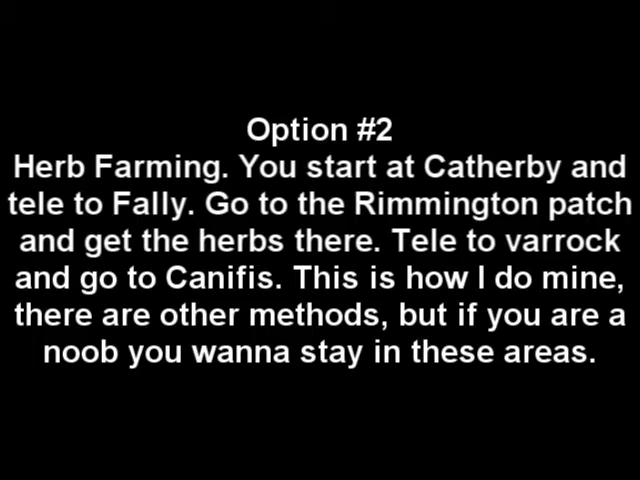 Option #2
Herb Farming. You start at Catherby and
tele to Fally. Go to the Rimmington patch
and get the herbs there. Tele to varrock
and go to Canifis. This is how I do mine,
there are other methods, but if you are a
noob you wanna stay in these areas.